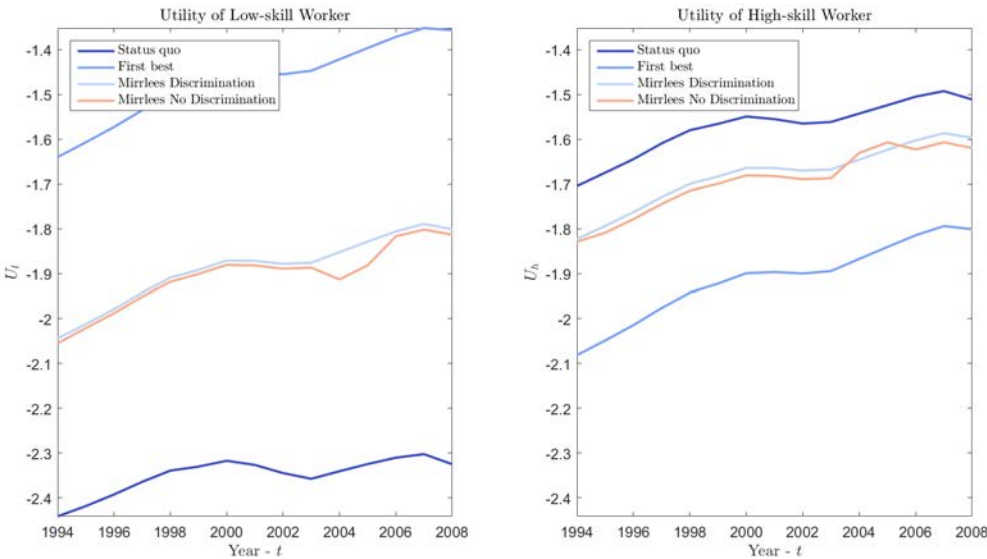 Utility of Low-skill Worker
Status quo
First best
Mirrlees Discrimination
Mirrlees No Discrimination
-1.4
-1.5
-1.6
-1.7
-1.8
-1.9
-2
-2.1
-2.2
-2.3
-2.4
U_l
1994 1996 1998 2000 2002 2004 2006 2008
Year - t
Utility of High-skill Worker
Status quo
First best
Mirrlees Discrimination
Mirrlees No Discrimination
-1.4
-1.5
-1.6
-1.7
-1.8
-1.9
-2
-2.1
-2.2
-2.3
-2.4
U_h
1994 1996 1998 2000 2002 2004 2006 2008
Year - t